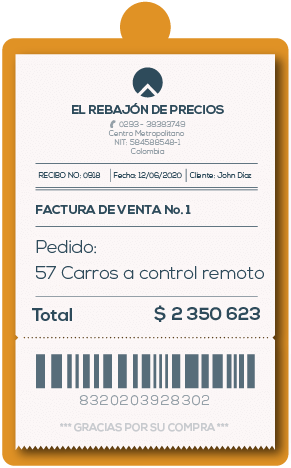 EL REBAJÓN DE PRECIOS
0293 - 38383749
Centro Metropolitano
NIT: 584588548-1
Colombia
RECIBO NO: 0918 Fecha: 12/06/2020 Cliente: John Díaz
FACTURA DE VENTA No. 1
Pedido:
57 Carros a control remoto
Total $ 2 350 623
8320203928302
*** GRACIAS POR SU COMPRA ***